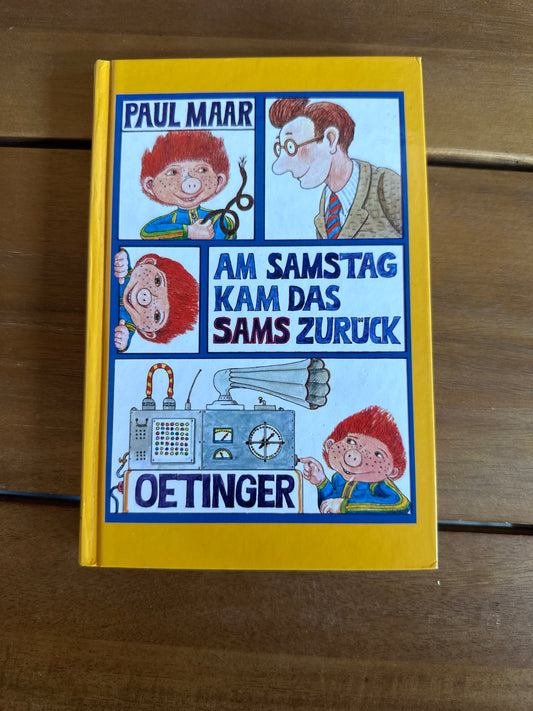 PAUL MAAR
AM SAMSTAG
KAM DAS
SAMS ZURÜCK
OETINGER